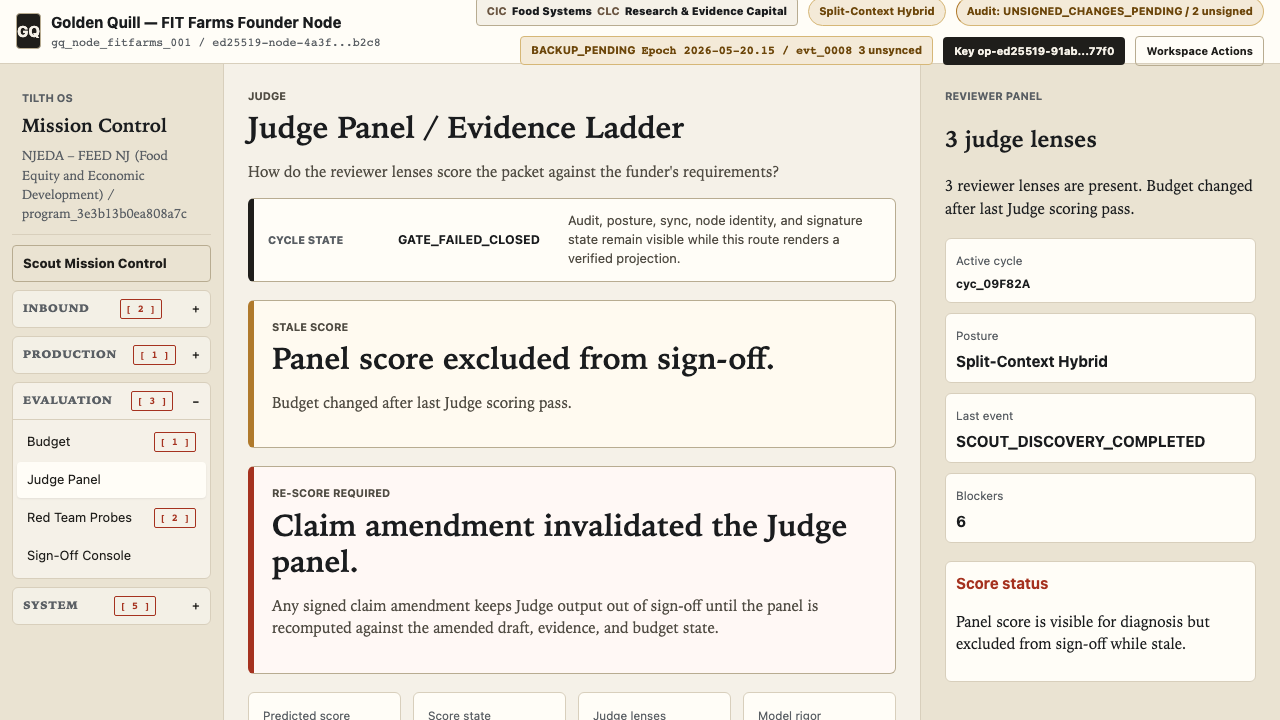 GQ
Golden Quill — FIT Farms Founder Node
gq_node_fitfarms_001 / ed25519-node-4a3f...b2c8
CIC Food Systems CLC Research & Evidence Capital
Split-Context Hybrid
Audit: UNSIGNED_CHANGES_PENDING / 2 unsigned
BACKUP_PENDING Epoch 2026-05-20.15 / evt_0008 3 unsynced
Key op-ed25519-91ab...77f0
Workspace Actions
TILTH OS
Mission Control
NJEDA – FEED NJ (Food
Equity and Economic
Development) /
program_3e3b13b0ea808a7c
Scout Mission Control
INBOUND [ 2 ] +
PRODUCTION [ 1 ] +
EVALUATION [ 3 ] –
Budget [ 1 ]
Judge Panel
Red Team Probes [ 2 ]
Sign-Off Console
SYSTEM [ 5 ] +
JUDGE
Judge Panel / Evidence Ladder
How do the reviewer lenses score the packet against the funder's requirements?
CYCLE STATE
GATE_FAILED_CLOSED
Audit, posture, sync, node identity, and signature
state remain visible while this route renders a
verified projection.
STALE SCORE
Panel score excluded from sign-off.
Budget changed after last Judge scoring pass.
RE-SCORE REQUIRED
Claim amendment invalidated the Judge
panel.
Any signed claim amendment keeps Judge output out of sign-off until the panel is
recomputed against the amended draft, evidence, and budget state.
Predicted score
Score state
Judge lenses
Model rigor
REVIEWER PANEL
3 judge lenses
3 reviewer lenses are present. Budget changed
after last Judge scoring pass.
Active cycle
cyc_09F82A
Posture
Split-Context Hybrid
Last event
SCOUT_DISCOVERY_COMPLETED
Blockers
6
Score status
Panel score is visible for diagnosis but
excluded from sign-off while stale.